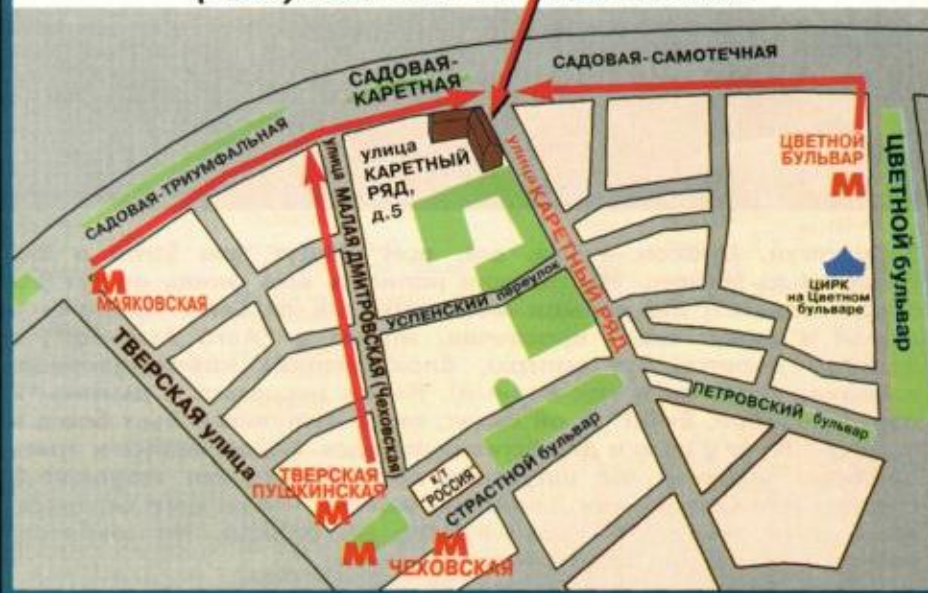 САДОВАЯ-САМОТЕЧНАЯ
САДОВАЯ-
КАРЕТНАЯ
САДОВАЯ-ТРИУМФАЛЬНАЯ
улица
КАРЕТНЫЙ
РЯД,
д.5
улица КАРЕТНЫЙ РЯД
улица МАЛАЯ ДМИТРОВСКАЯ (Чеховская
ЦВЕТНОЙ
БУЛЬВАР
М
ЦВЕТНОЙ бульвар
ЦИРК
на Цветном
бульваре
М
МАЯКОВСКАЯ
УСПЕНСКИЙ переулок
ТВЕРСКАЯ улица
ПЕТРОВСКИЙ бульвар
ТВЕРСКАЯ
ПУШКИНСКАЯ
М
к/т
"РОССИЯ
СТРАСТНОЙ бульвар
М
М
ЧЕХОВСКАЯ